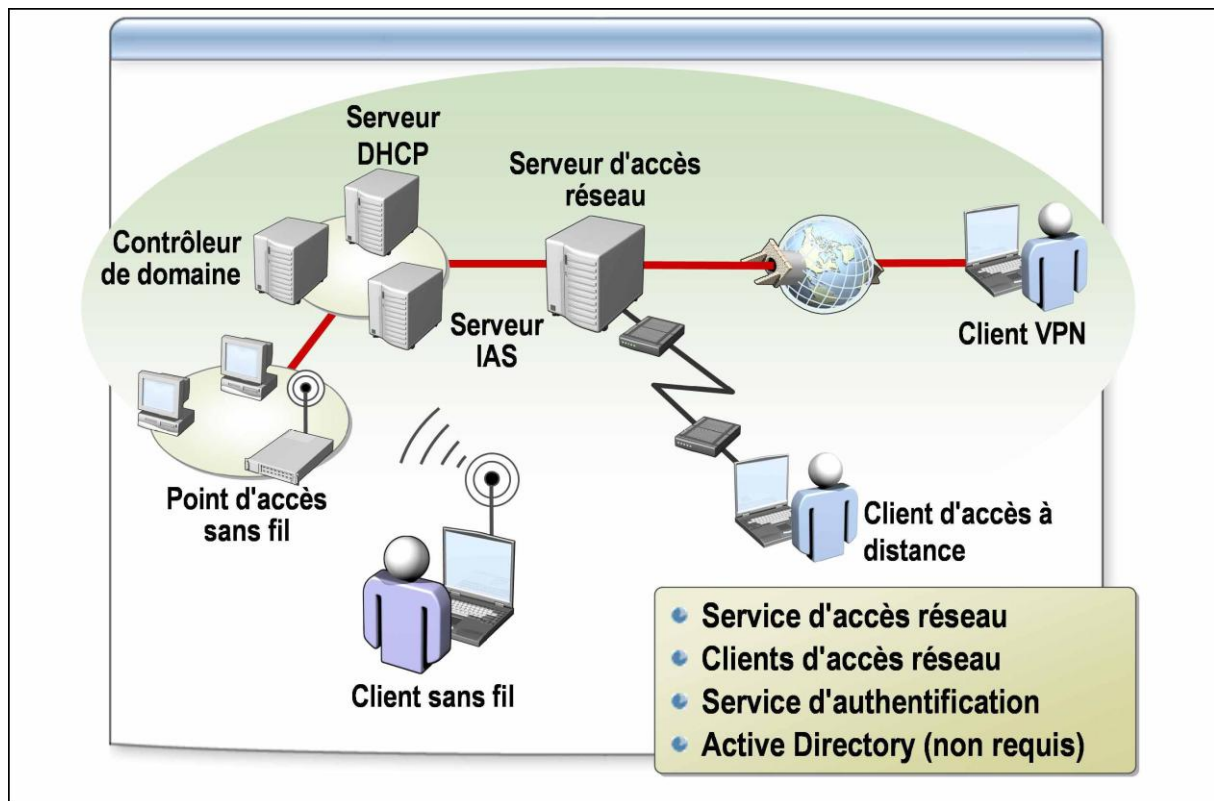 Serveur
DHCP
Serveur d'accès
réseau
Contrôleur
de domaine
Serveur
IAS
Client VPN
Point d'accès
sans fil
Client d'accès à
distance
Client sans fil
Service d'accès réseau
Clients d'accès réseau
Service d'authentification
Active Directory (non requis)